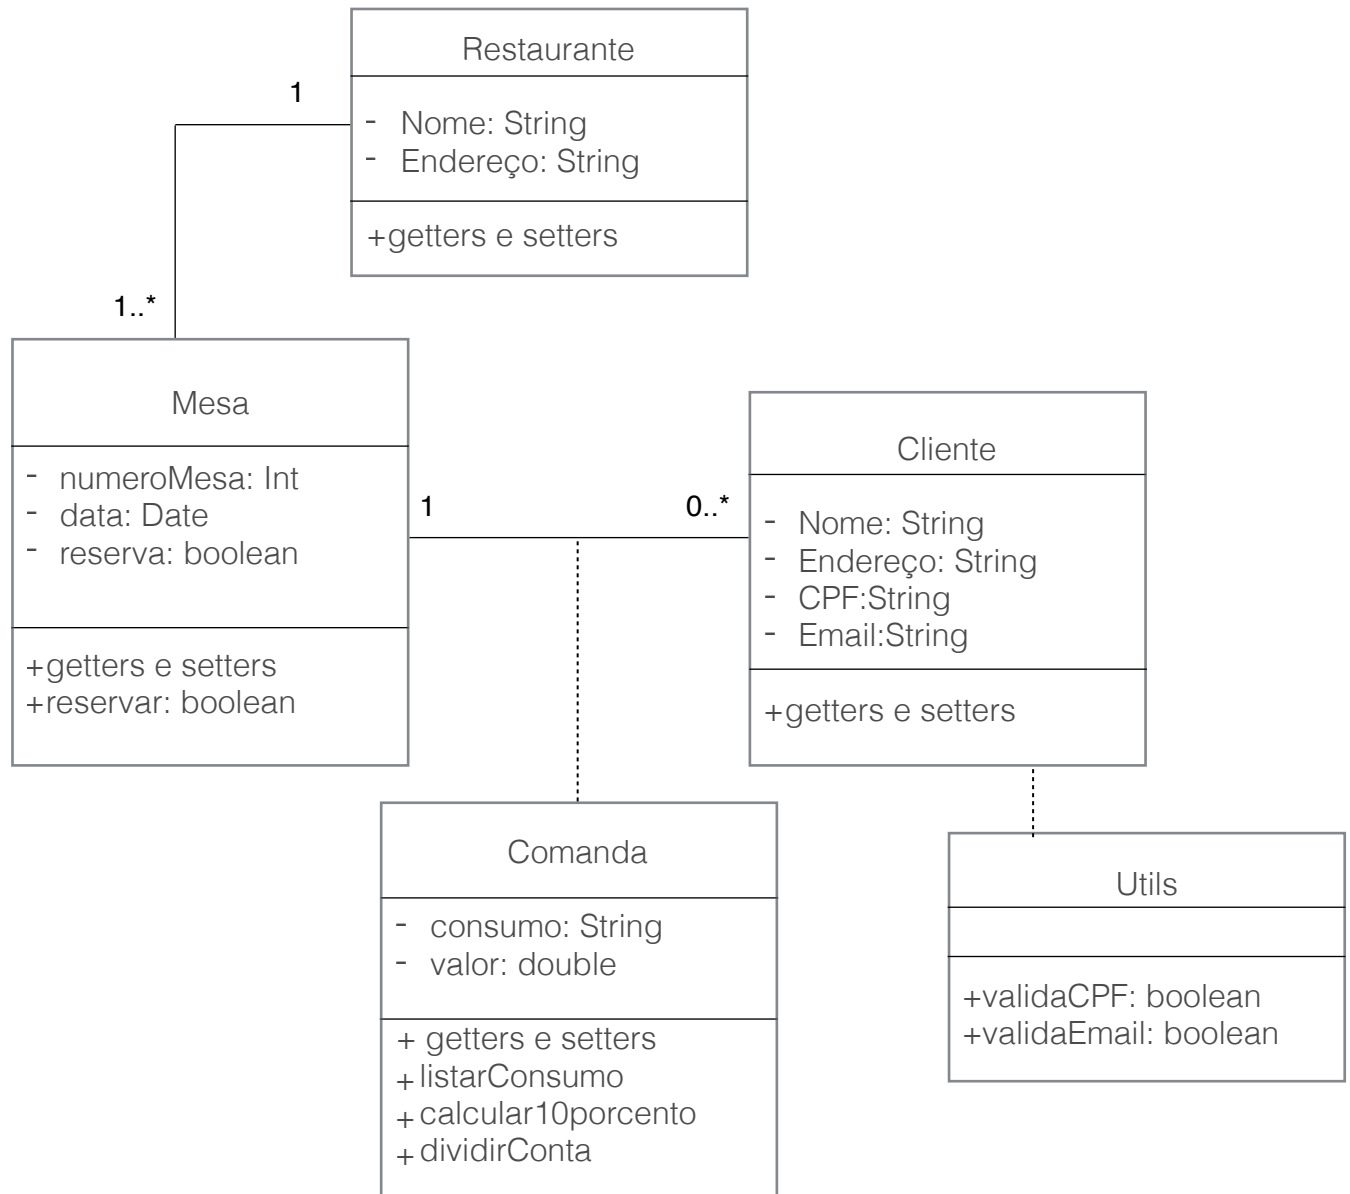 Restaurante
- Nome: String
- Endereço: String
+getters e setters
1
1..*
Mesa
- numeroMesa: Int
- data: Date
- reserva: boolean
+getters e setters
+reservar: boolean
1
0..*
Cliente
- Nome: String
- Endereço: String
- CPF:String
- Email:String
+getters e setters
Comanda
- consumo: String
- valor: double
+ getters e setters
+listarConsumo
+calcular10porcento
+dividirConta
Utils
+validaCPF: boolean
+validaEmail: boolean